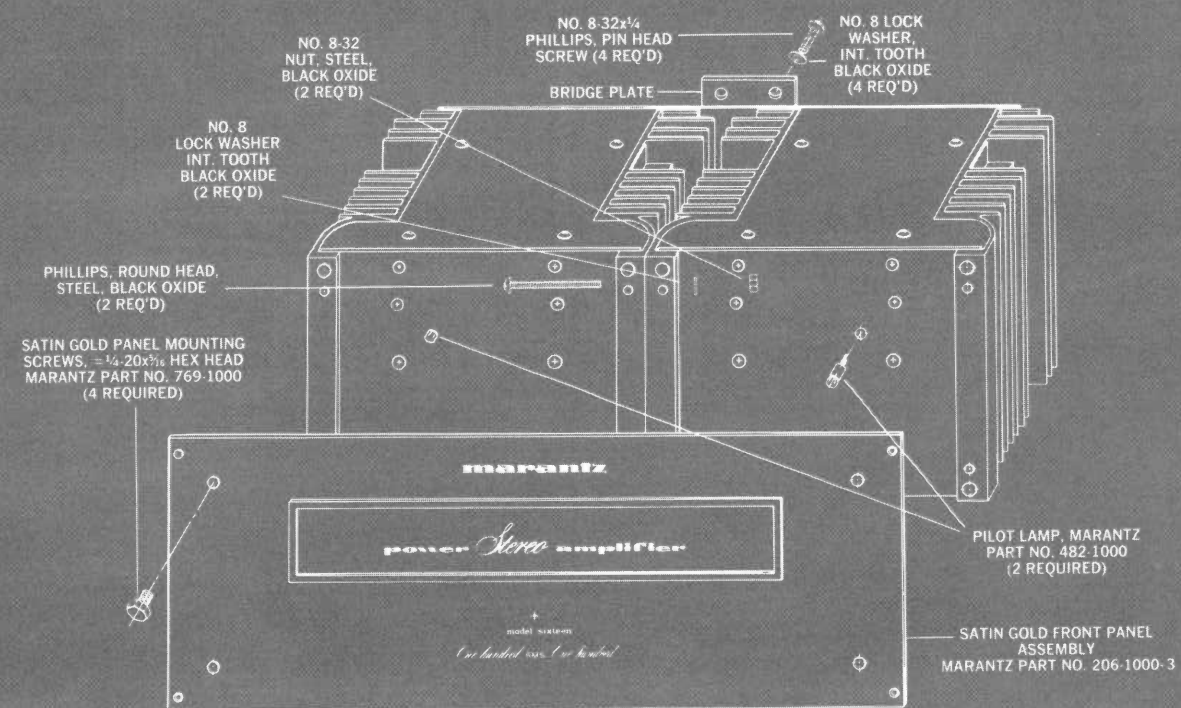 NO. 8-32x¼
PHILLIPS, PIN HEAD
SCREW (4 REQ'D)
NO. 8 LOCK
WASHER,
INT. TOOTH
BLACK OXIDE
(4 REQ'D)
NO. 8-32
NUT, STEEL,
BLACK OXIDE
(2 REQ'D)
BRIDGE PLATE
NO. 8
LOCK WASHER
INT. TOOTH
BLACK OXIDE
(2 REQ'D)
PHILLIPS, ROUND HEAD,
STEEL, BLACK OXIDE
(2 REQ'D)
SATIN GOLD PANEL MOUNTING
SCREWS, =¼-20x⁵⁄₁₆ HEX HEAD
MARANTZ PART NO. 769-1000
(4 REQUIRED)
marantz
power Stereo amplifier
model sixteen
One hundred One hundred
PILOT LAMP, MARANTZ
PART NO. 482-1000
(2 REQUIRED)
SATIN GOLD FRONT PANEL
ASSEMBLY
MARANTZ PART NO. 206-1000-3